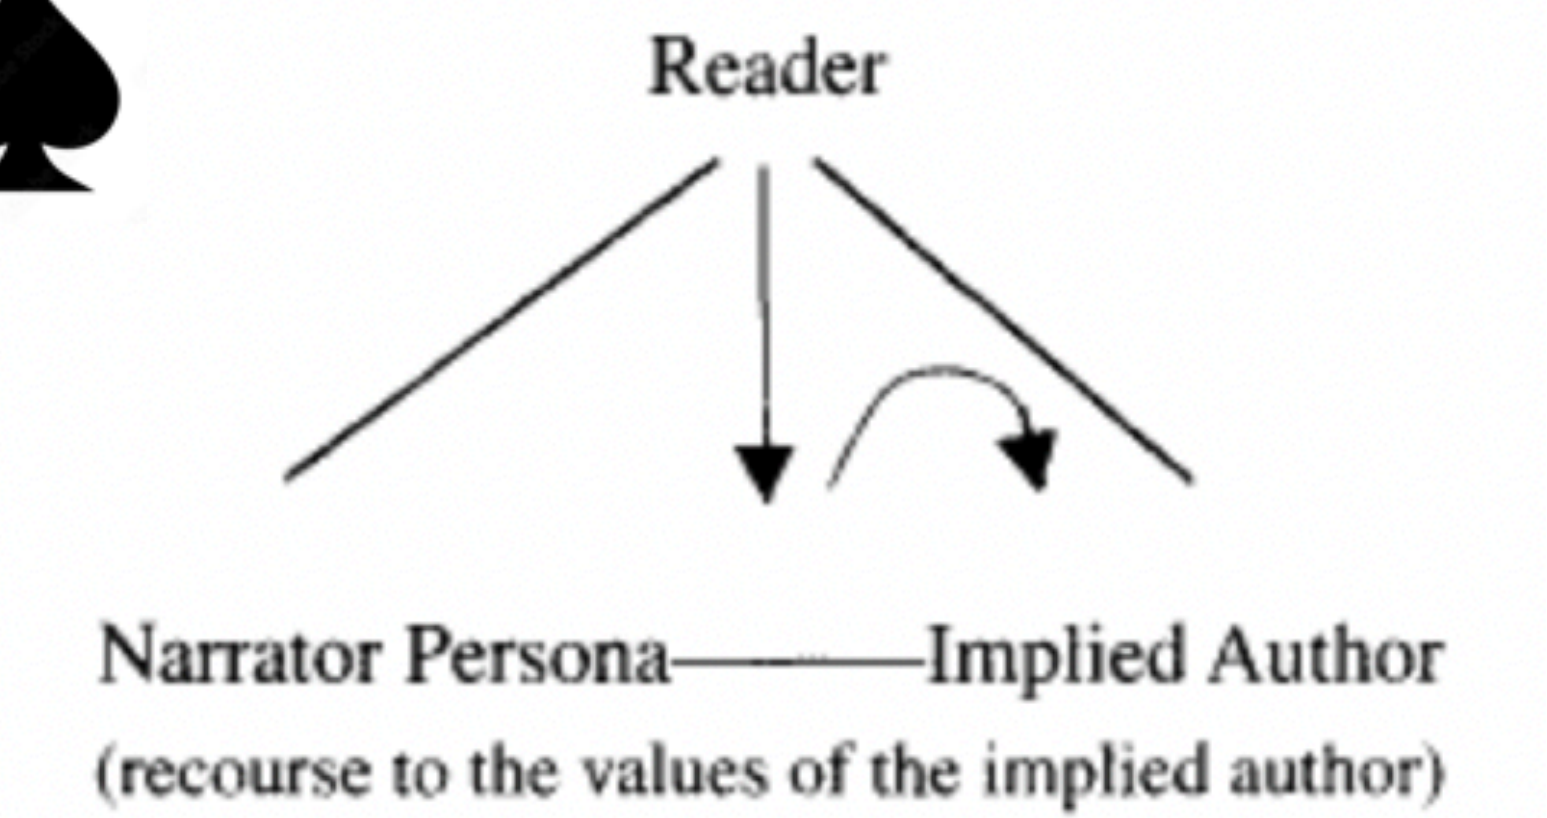 Reader
Narrator Persona Implied Author
(recourse to the values of the implied author)